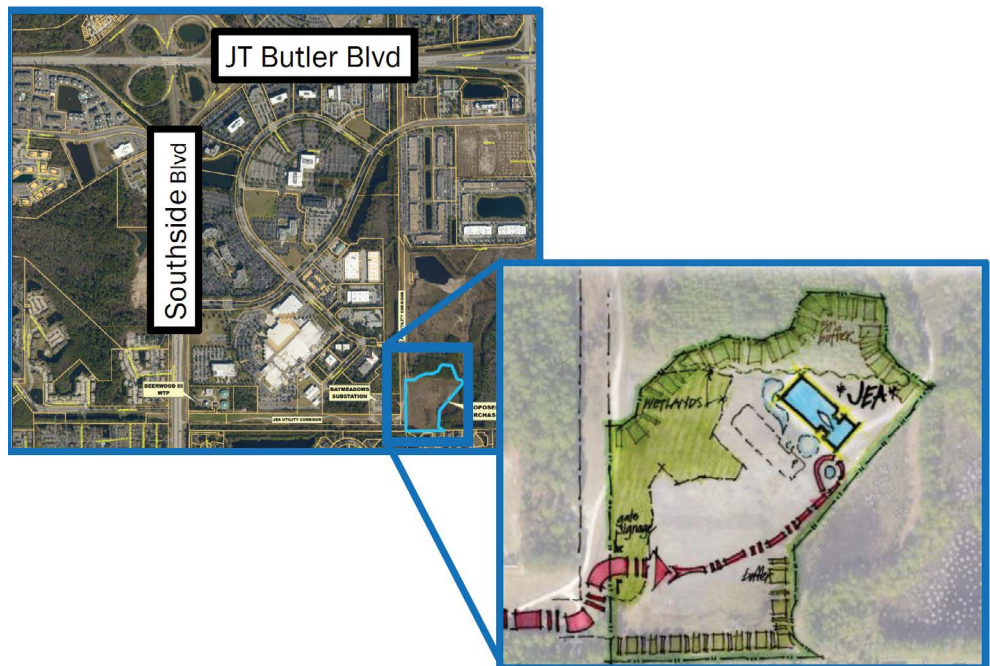 JT Butler Blvd
Southside Blvd
DEERWOOD III
WTP
BAYMEADOWS
SUBSTATION
JEA UTILITY CORRIDOR
buffer
WETLANDS
*JEA*
gate
signage
buffer